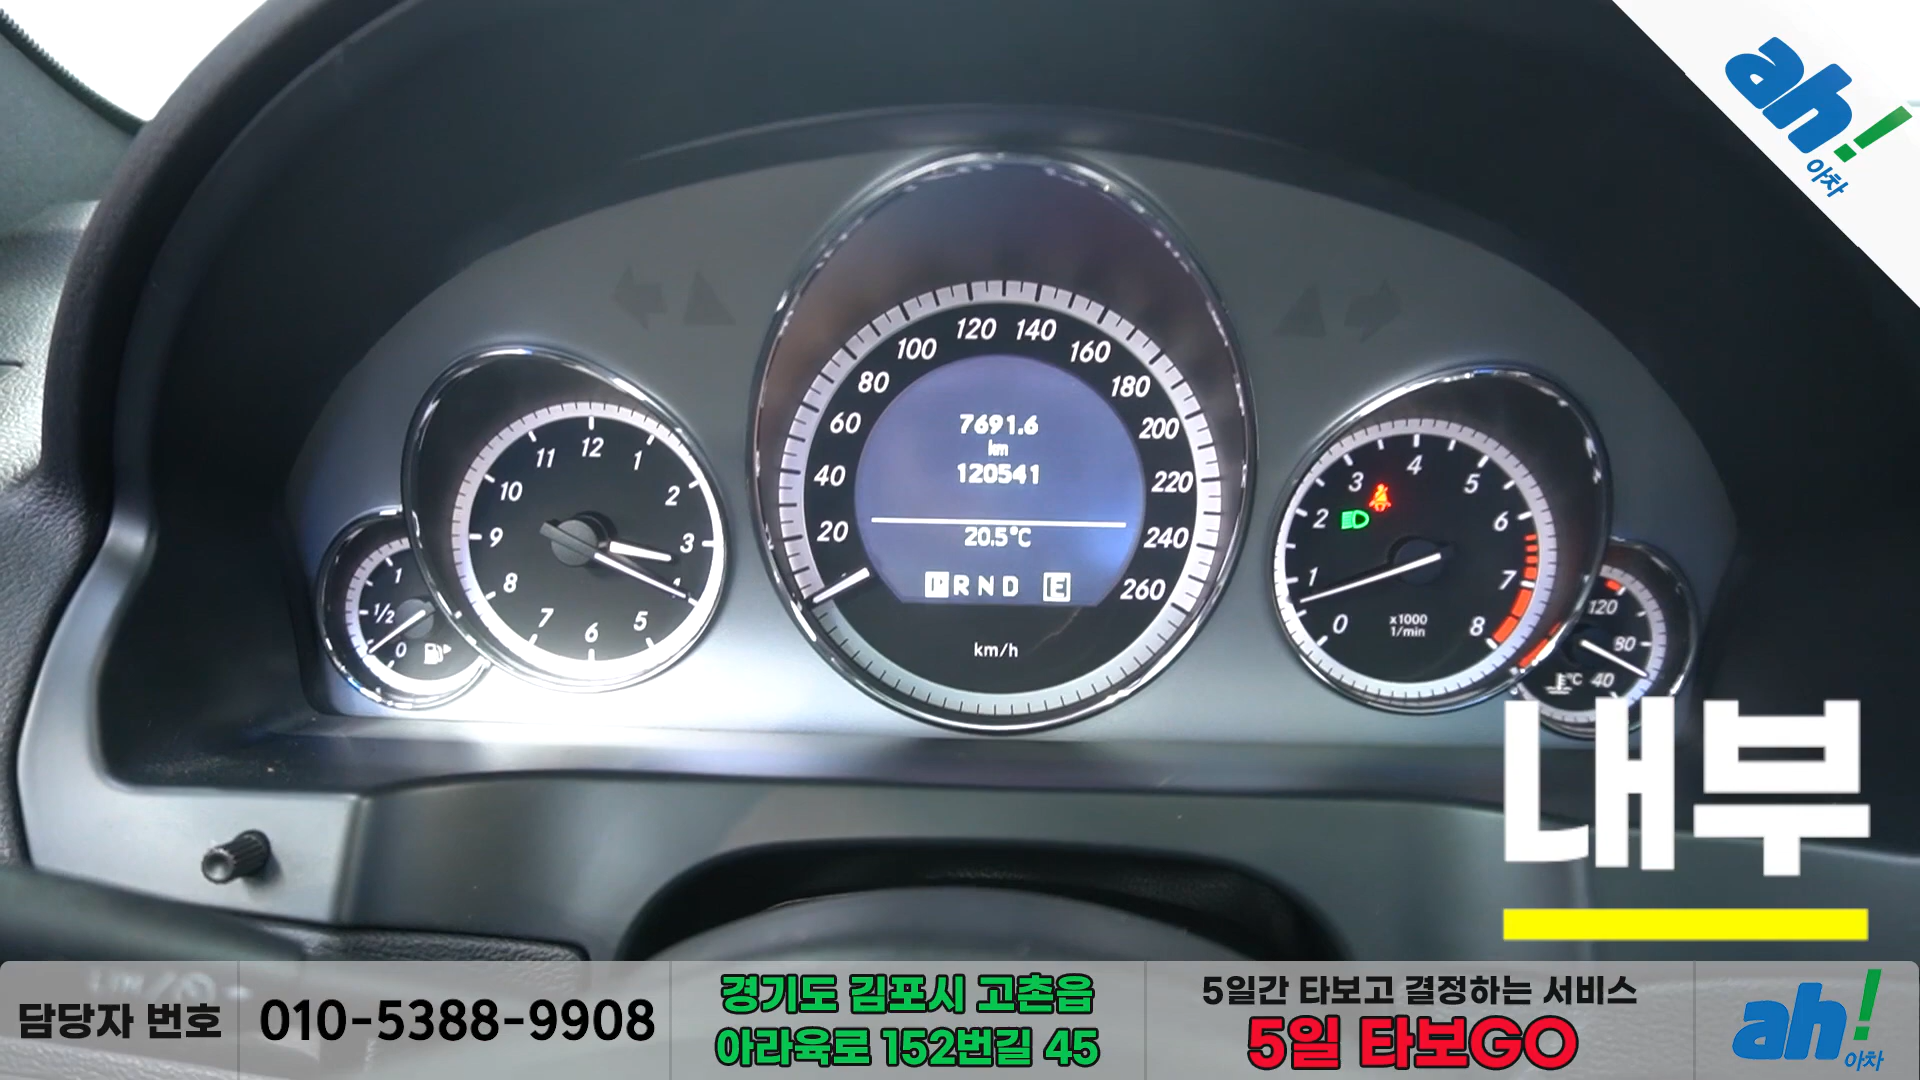 ah!
아차
120 140
100 160
80 180
60 200
40 220
20 240
260
7691.6
km
120541
20.5°C
P R N D E
km/h
12
11 1
10 2
9 3
8
7 5
6
1
1/2
0
4
3 5
2 6
1 7
0 8
x1000
1/min
120
80
°C 40
내부
담당자 번호
010-5388-9908
경기도 김포시 고촌읍
아라육로 152번길 45
5일간 타보고 결정하는 서비스
5일 타보GO
ah!
아차